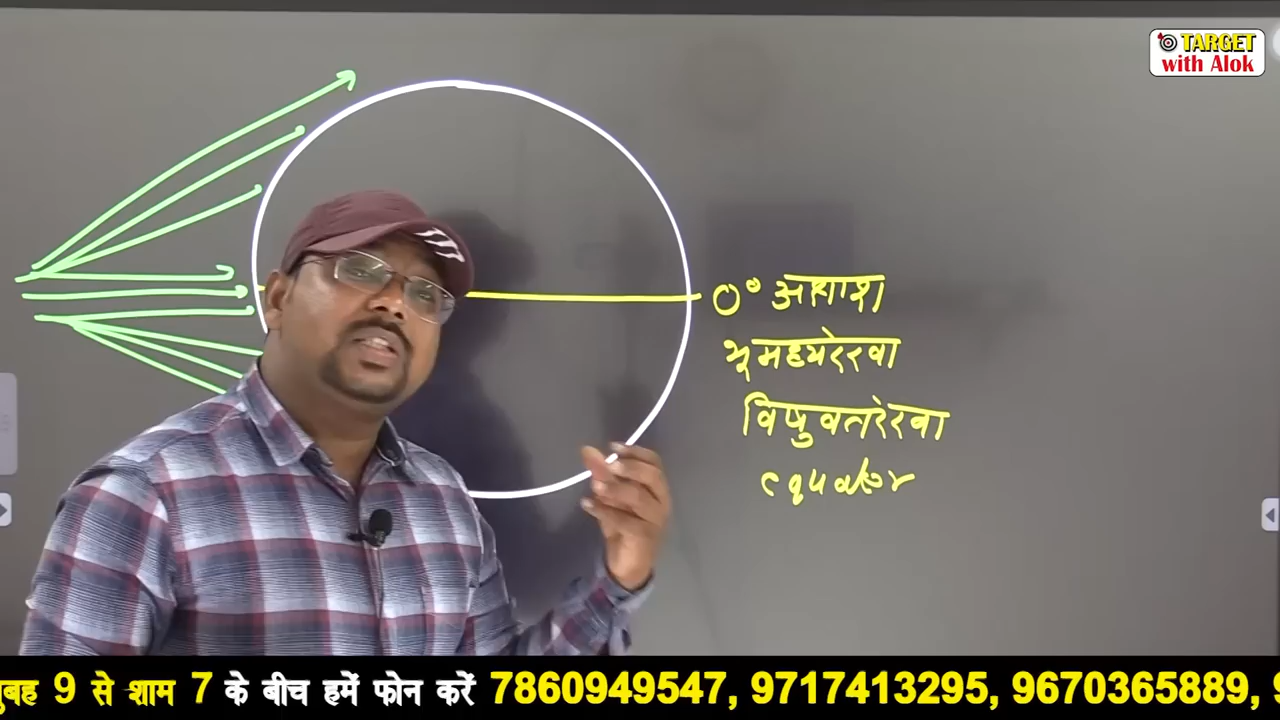 TARGET
with Alok
0° अक्षाश
भूमध्यरेखा
विषुवतरेखा
equator
सुबह 9 से शाम 7 के बीच हमें फोन करें 7860949547, 9717413295, 9670365889,